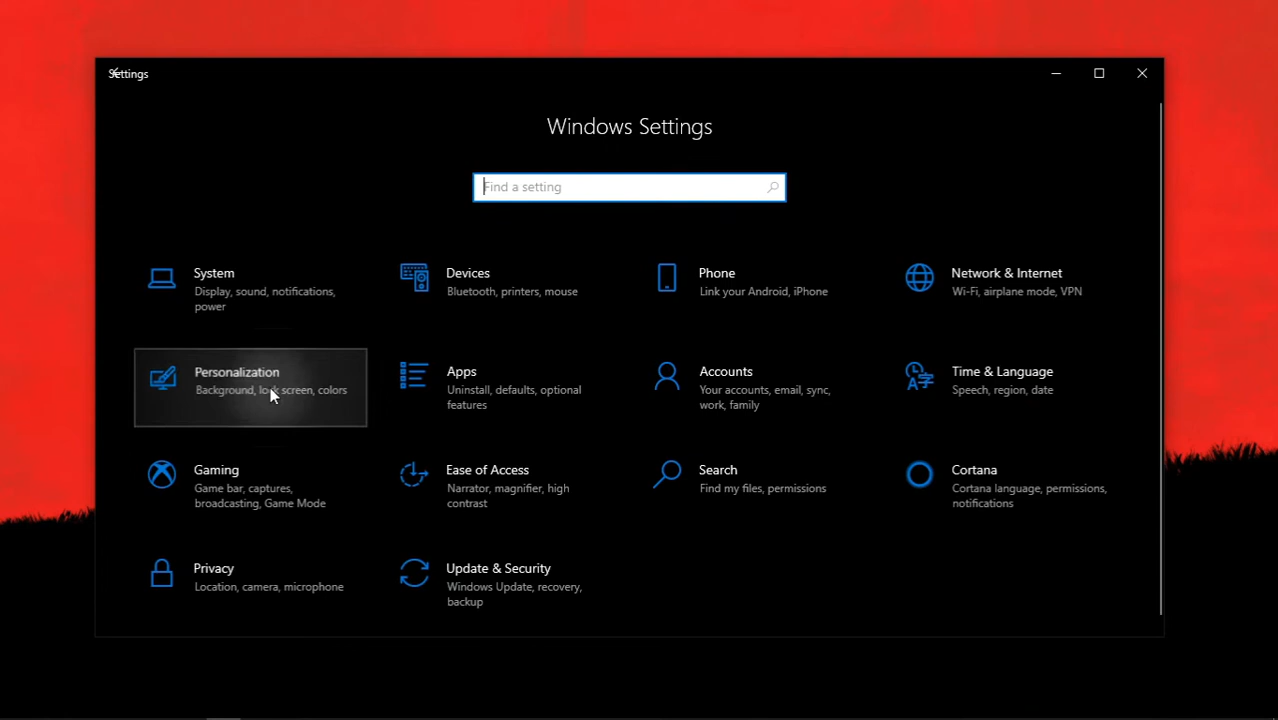 Settings
Windows Settings
Find a setting
System
Display, sound, notifications,
power
Devices
Bluetooth, printers, mouse
Phone
Link your Android, iPhone
Network & Internet
Wi-Fi, airplane mode, VPN
Personalization
Background, lock screen, colors
Apps
Uninstall, defaults, optional
features
Accounts
Your accounts, email, sync,
work, family
Time & Language
Speech, region, date
Gaming
Game bar, captures,
broadcasting, Game Mode
Ease of Access
Narrator, magnifier, high
contrast
Search
Find my files, permissions
Cortana
Cortana language, permissions,
notifications
Privacy
Location, camera, microphone
Update & Security
Windows Update, recovery,
backup